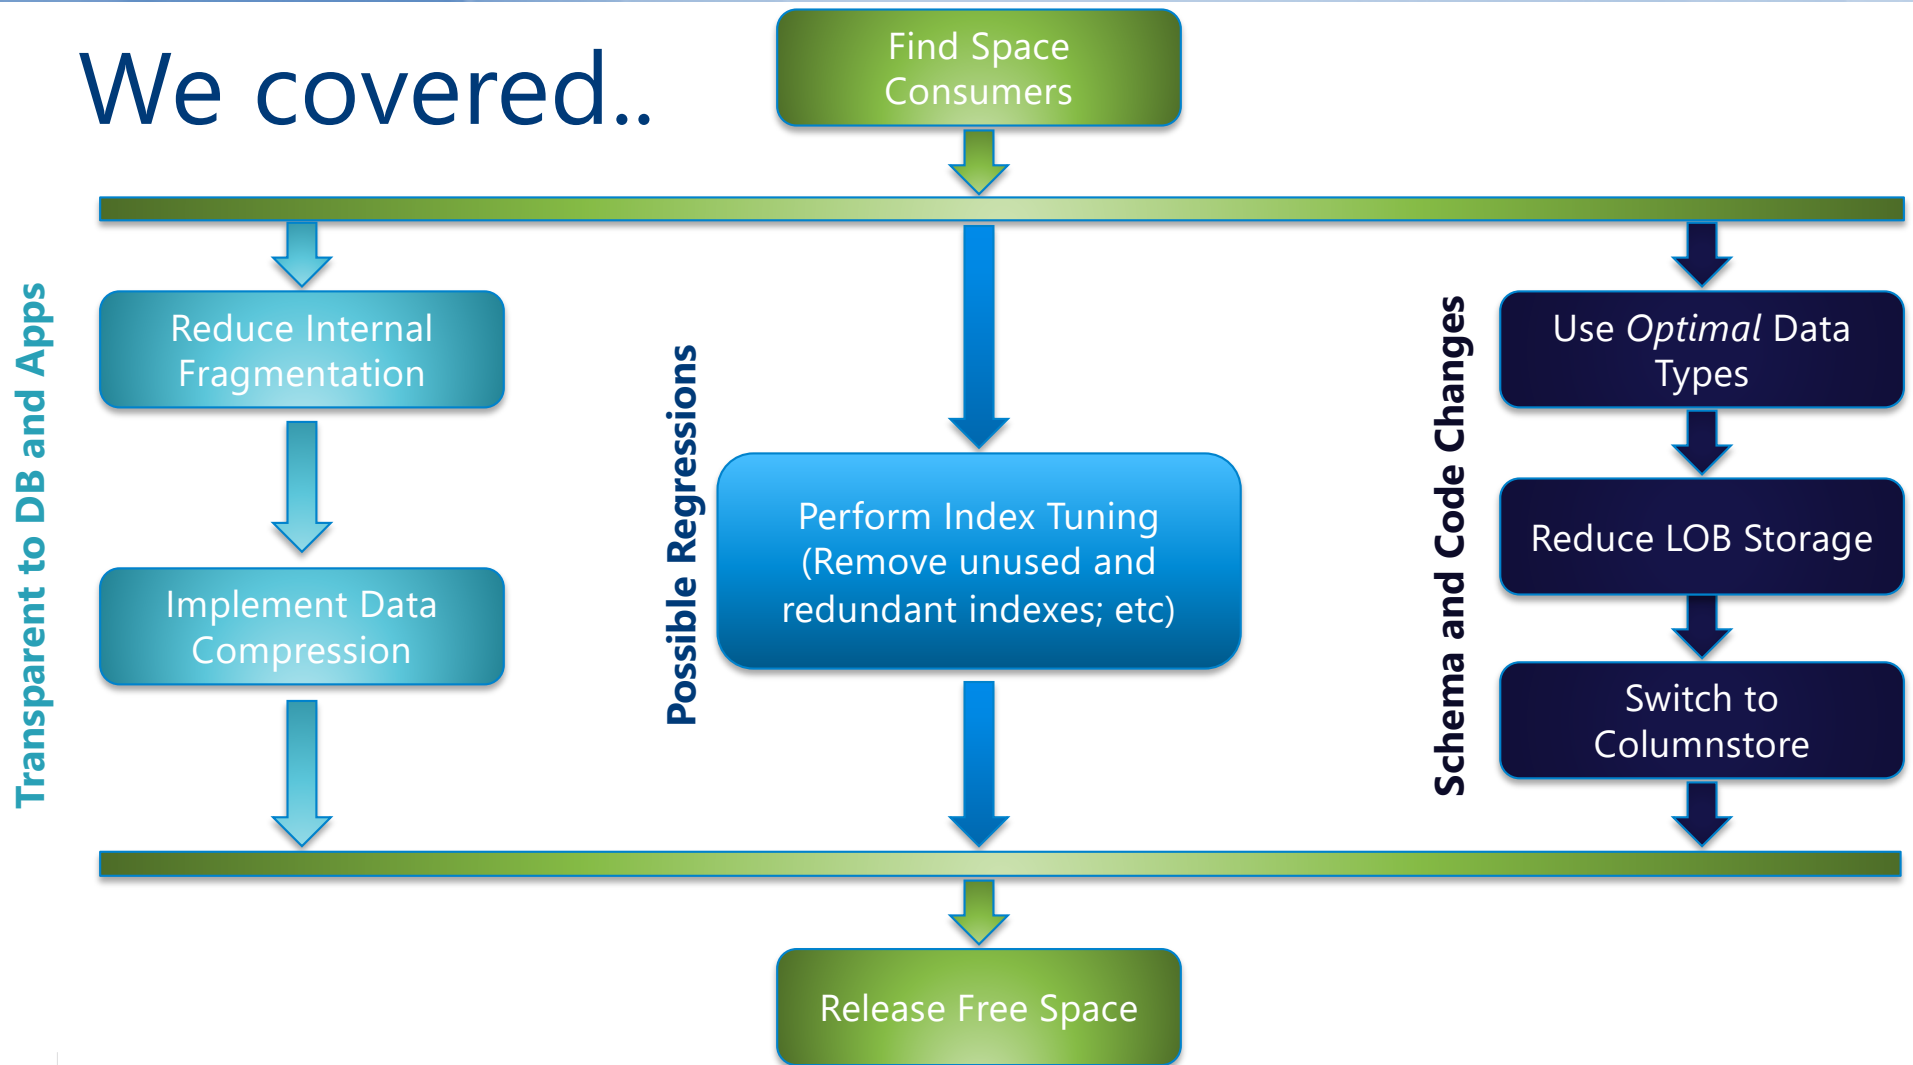 We covered..
Find Space
Consumers
Transparent to DB and Apps
Reduce Internal
Fragmentation
Implement Data
Compression
Possible Regressions
Perform Index Tuning
(Remove unused and
redundant indexes; etc)
Schema and Code Changes
Use Optimal Data
Types
Reduce LOB Storage
Switch to
Columnstore
Release Free Space